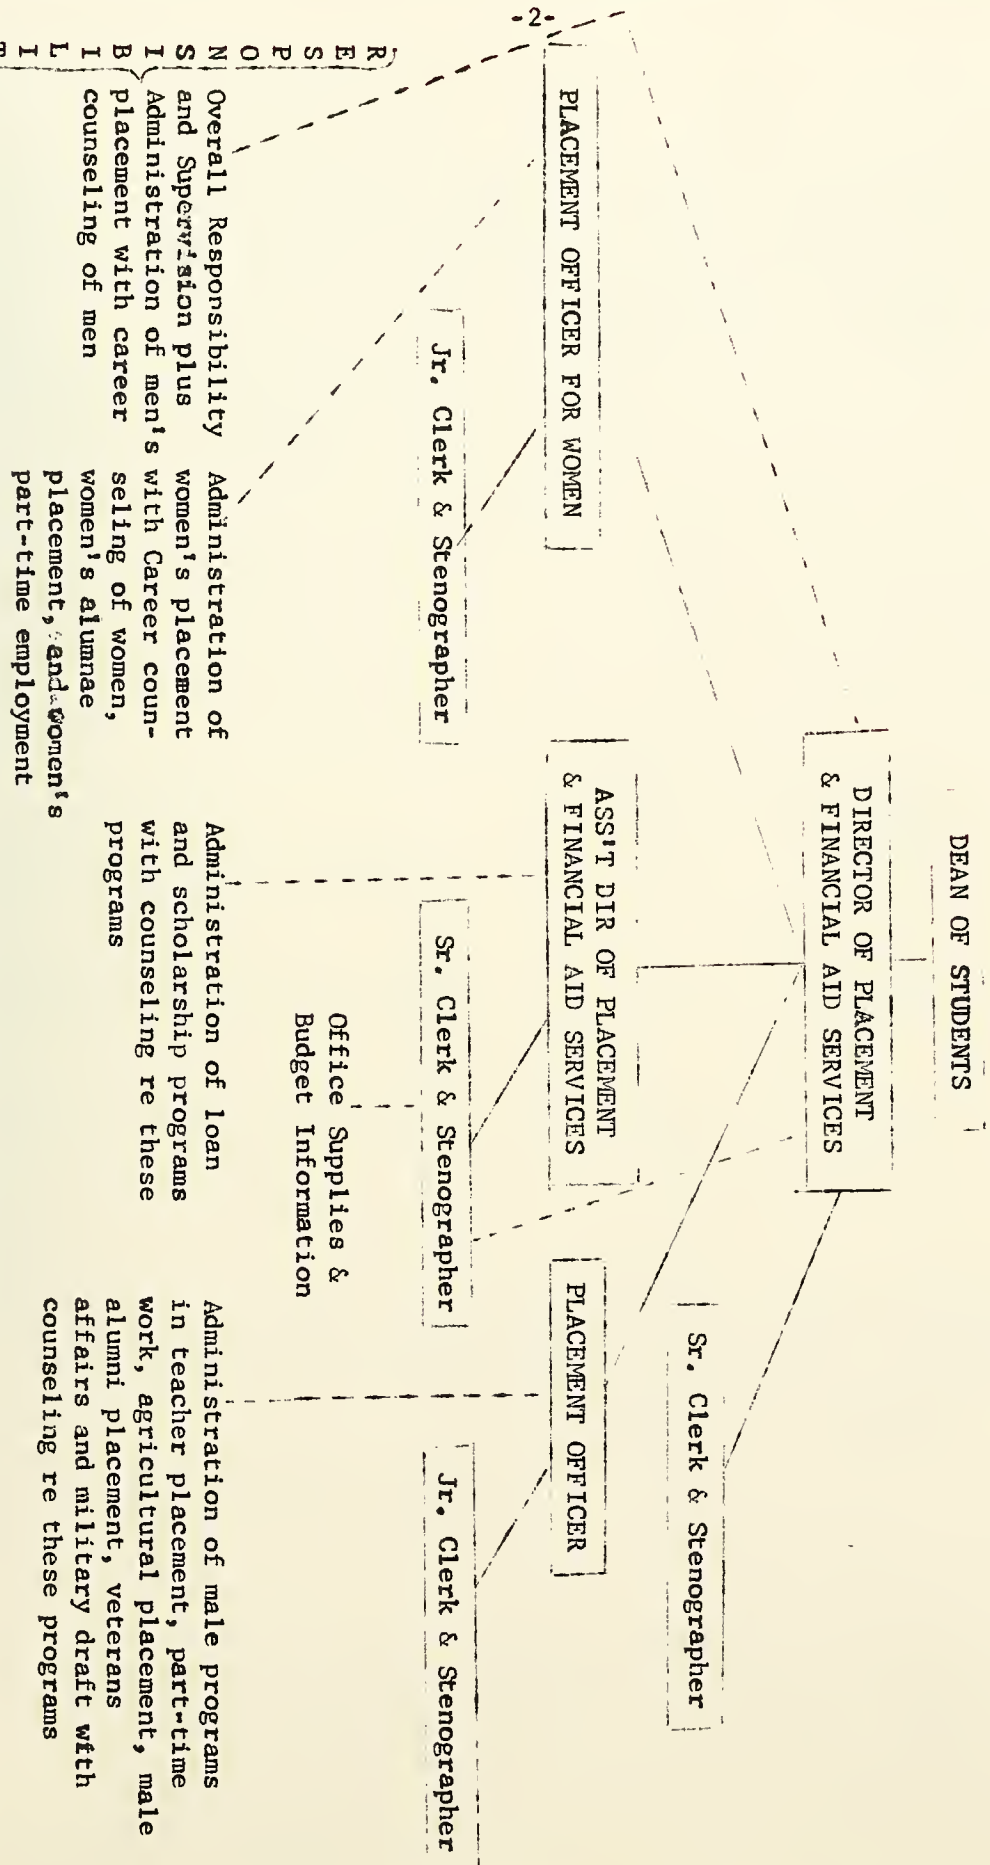 -2-
DEAN OF STUDENTS
DIRECTOR OF PLACEMENT
& FINANCIAL AID SERVICES
Sr. Clerk & Stenographer
PLACEMENT OFFICER FOR WOMEN
ASS'T DIR OF PLACEMENT
& FINANCIAL AID SERVICES
PLACEMENT OFFICER
Jr. Clerk & Stenographer
Sr. Clerk & Stenographer
Jr. Clerk & Stenographer
Office Supplies &
Budget Information
R
E
S
P
O
N
S
I
B
I
L
I
T
Overall Responsibility
and Supervision plus
Administration of men's
placement with career
counseling of men
Administration of
women's placement
with Career coun-
seling of women,
women's alumnae
placement, and women's
part-time employment
Administration of loan
and scholarship programs
with counseling re these
programs
Administration of male programs
in teacher placement, part-time
work, agricultural placement, male
alumni placement, veterans
affairs and military draft with
counseling re these programs